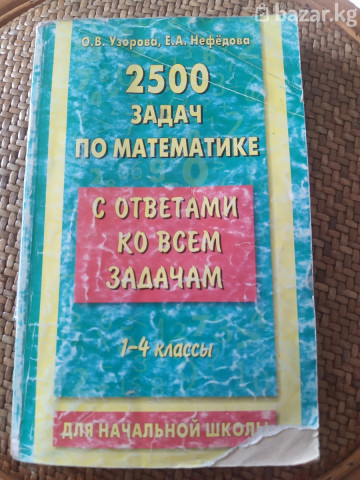 bazar.kg
О.В. Узорова, Е.А. Нефёдова
2500
ЗАДАЧ
ПО МАТЕМАТИКЕ
С ОТВЕТАМИ
КО ВСЕМ
ЗАДАЧАМ
1-4 классы
ДЛЯ НАЧАЛЬНОЙ ШКОЛЫ